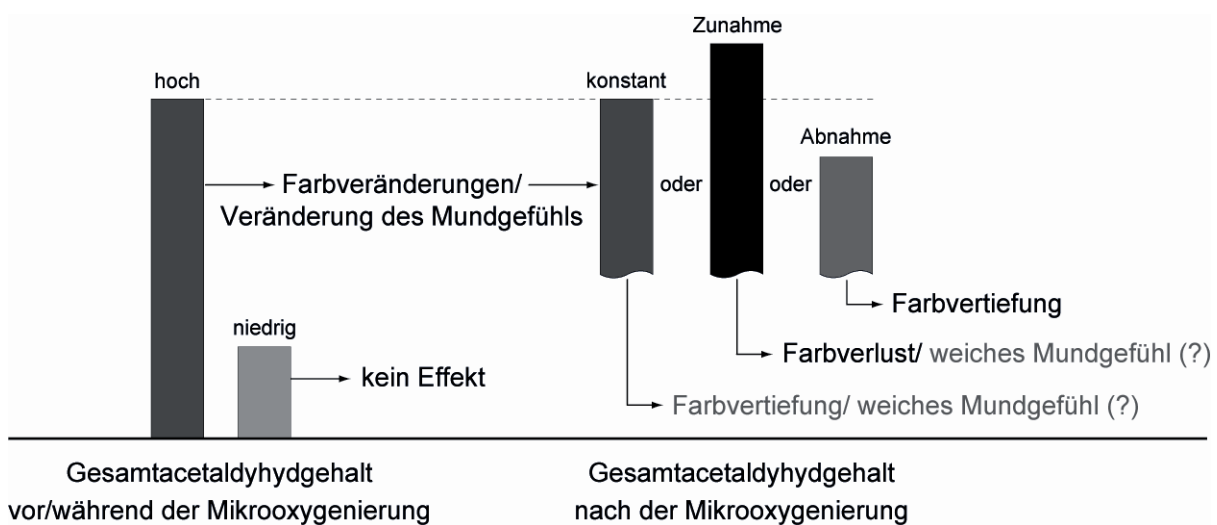 Zunahme
hoch
konstant
Abnahme
Farbveränderungen/
Veränderung des Mundgefühls
oder
oder
Farbvertiefung
niedrig
Farbverlust/ weiches Mundgefühl (?)
kein Effekt
Farbvertiefung/ weiches Mundgefühl (?)
Gesamtacetaldyhydgehalt
vor/während der Mikrooxygenierung
Gesamtacetaldyhydgehalt
nach der Mikrooxygenierung